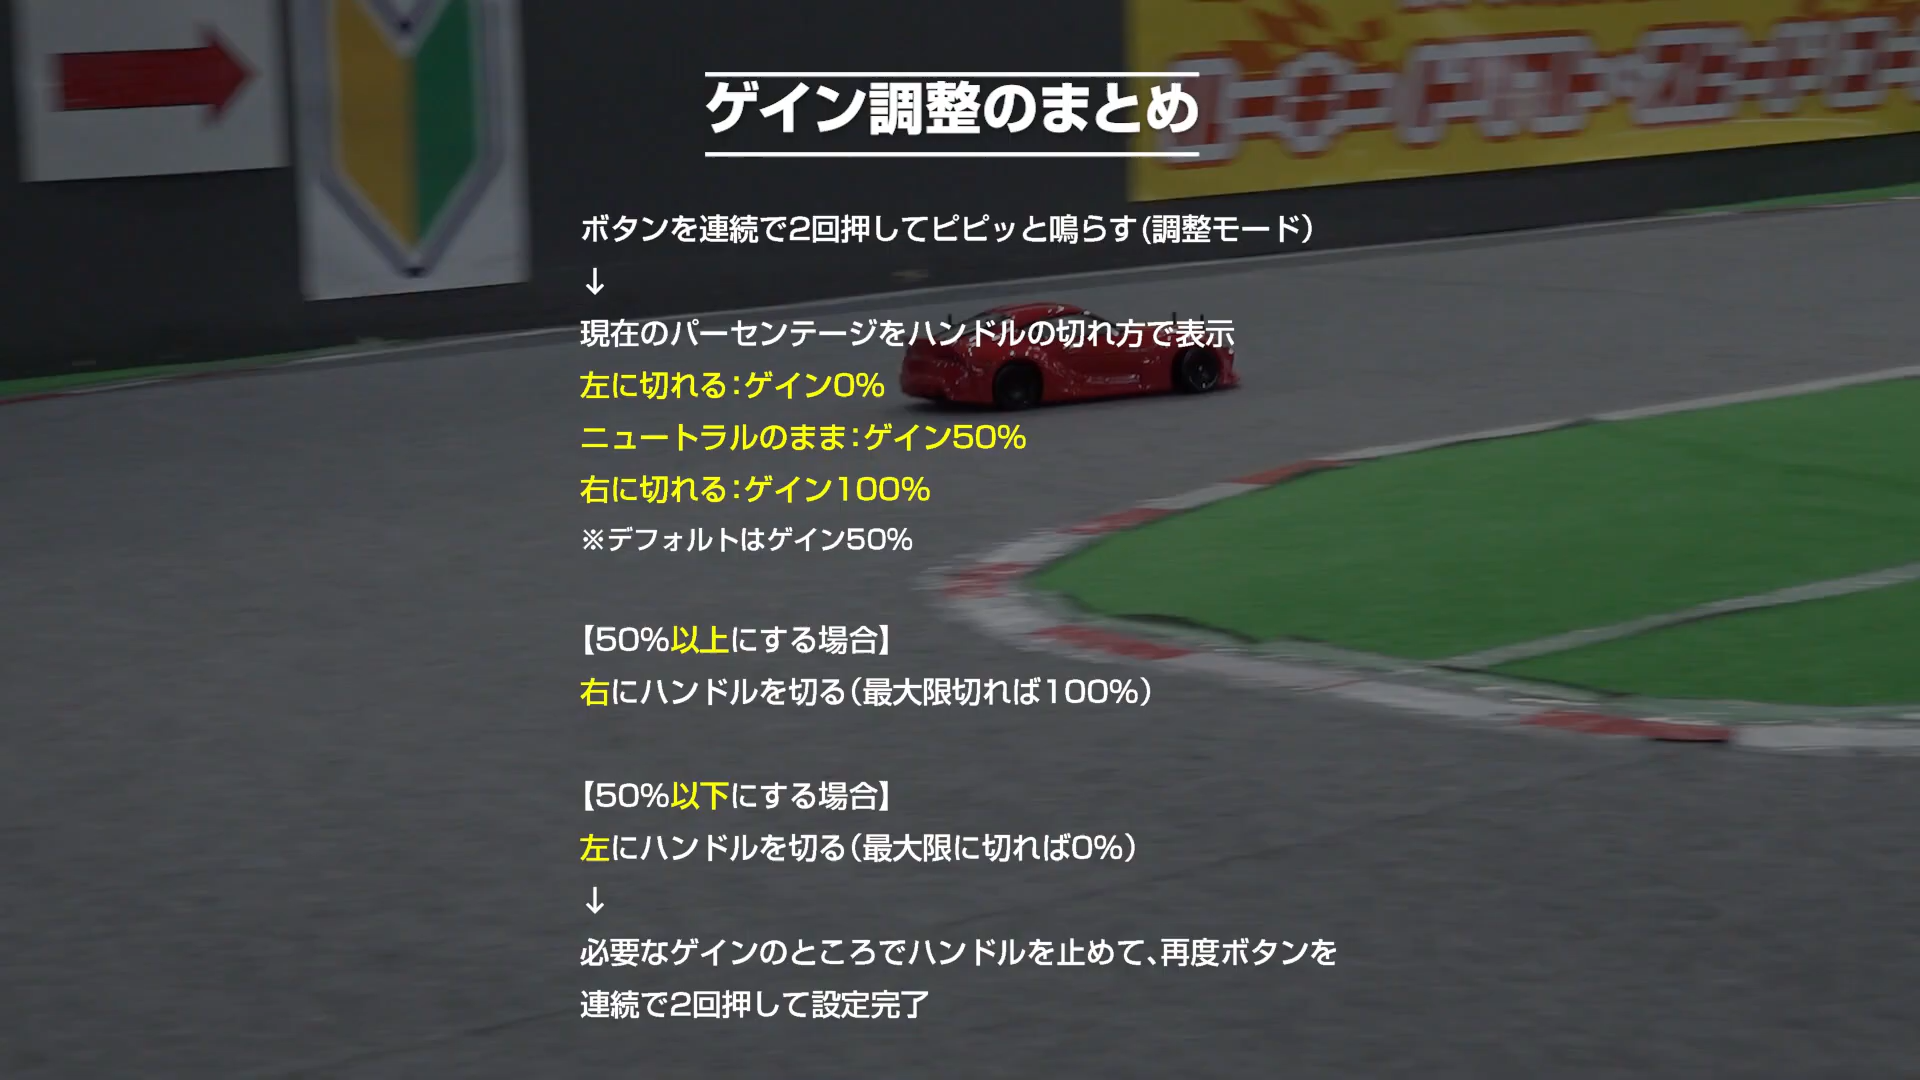 ゲイン調整のまとめ
ボタンを連続で2回押してピピッと鳴らす(調整モード)
↓
現在のパーセンテージをハンドルの切れ方で表示
左に切れる：ゲイン0%
ニュートラルのまま：ゲイン50%
右に切れる：ゲイン100%
※デフォルトはゲイン50%
【50%以上にする場合】
右にハンドルを切る（最大限切れば100%）
【50%以下にする場合】
左にハンドルを切る（最大限に切れば0%）
↓
必要なゲインのところでハンドルを止めて、再度ボタンを
連続で2回押して設定完了